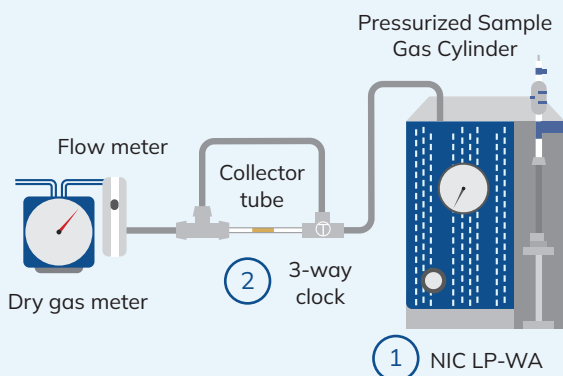 Pressurized Sample
Gas Cylinder
Flow meter
Collector
tube
2
3-way
clock
T
Dry gas meter
1
NIC LP-WA